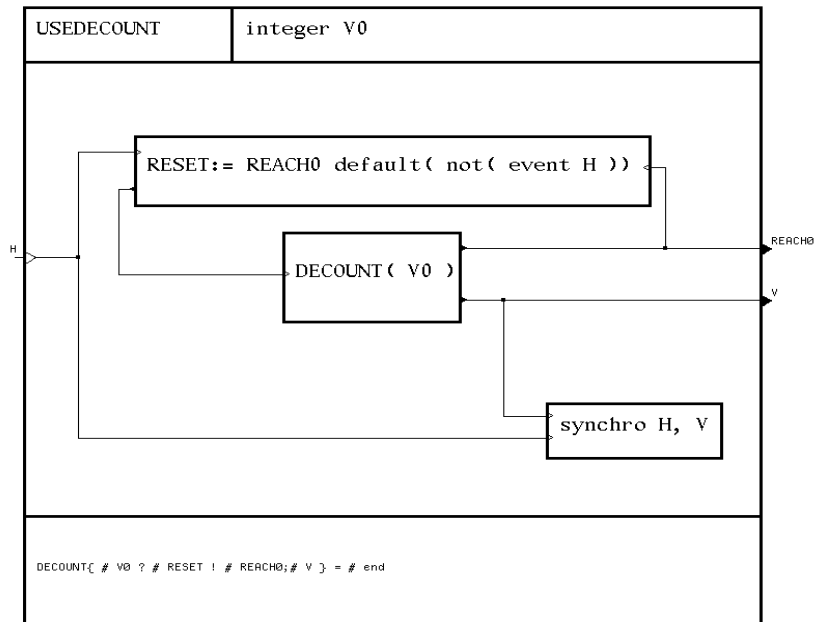 USEDECOUNT
integer V0
RESET:= REACH0 default( not( event H ))
H
REACH0
DECOUNT( V0 )
V
synchro H, V
DECOUNT{ # V0 ? # RESET ! # REACH0;# V } = # end